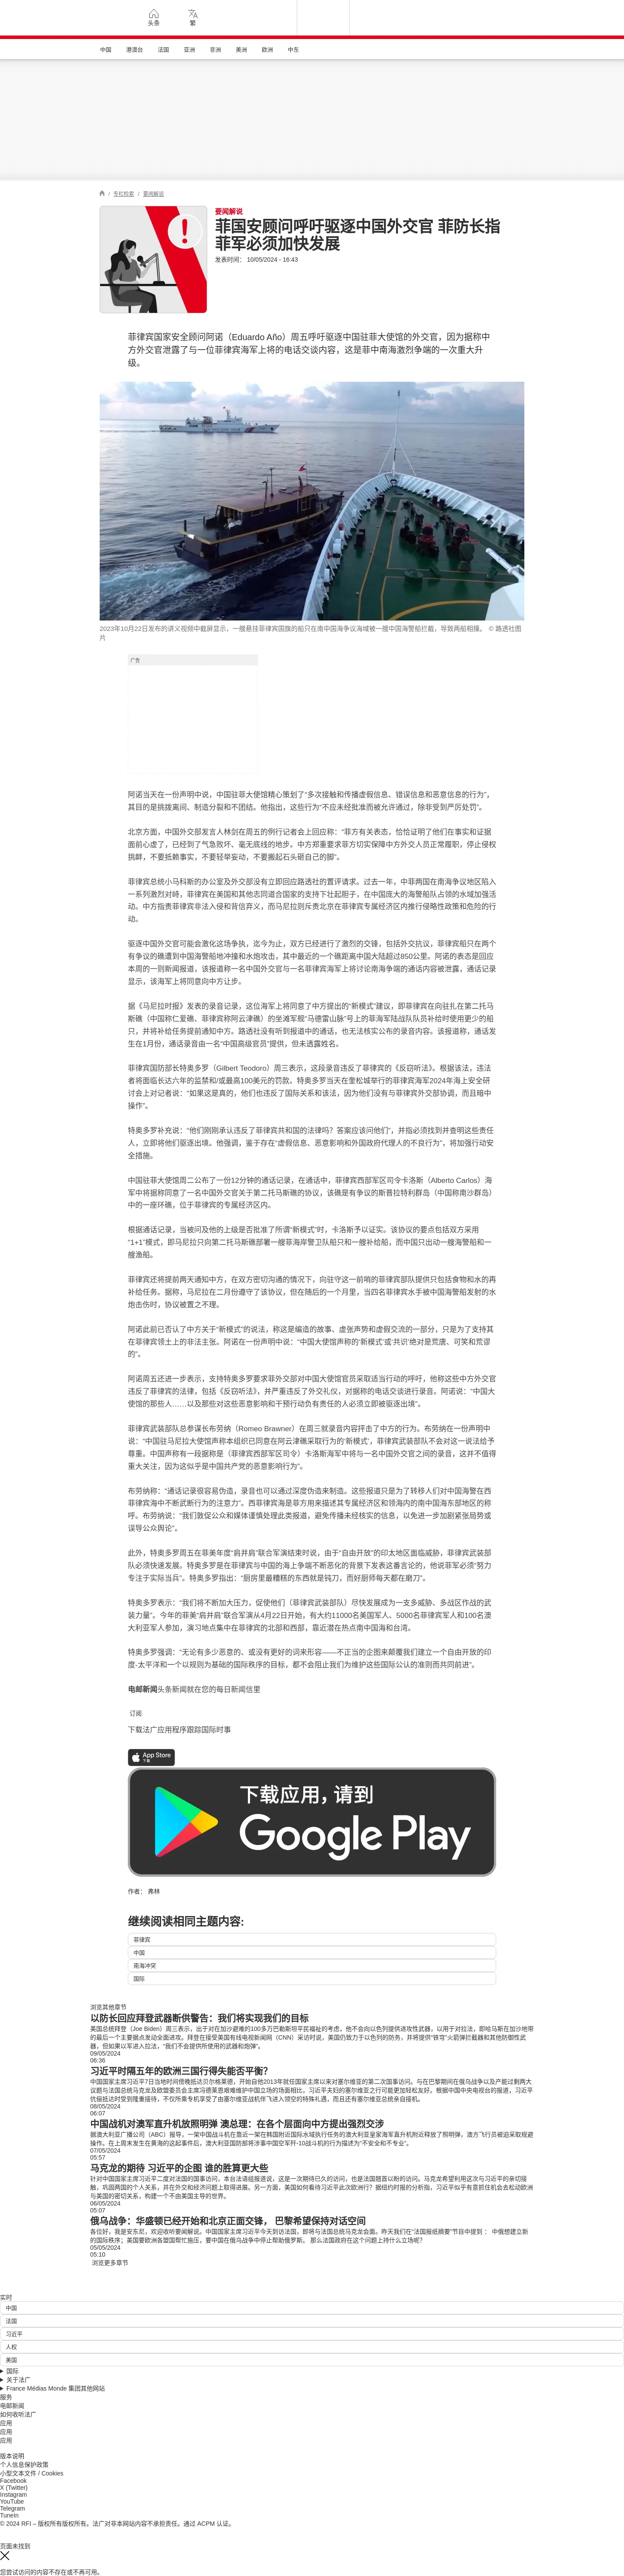 头条
繁
中国 港澳台 法国 亚洲 非洲 美洲 欧洲 中东
/ 专栏检索 / 要闻解说
要闻解说
菲国安顾问呼吁驱逐中国外交官 菲防长指
菲军必须加快发展
发表时间： 10/05/2024 - 16:43
菲律宾国家安全顾问阿诺（Eduardo Año）周五呼吁驱逐中国驻菲大使馆的外交官，因为据称中
方外交官泄露了与一位菲律宾海军上将的电话交谈内容，这是菲中南海激烈争端的一次重大升
级。
2023年10月22日发布的讲义视频中截屏显示，一艘悬挂菲律宾国旗的船只在南中国海争议海域被一艘中国海警船拦截，导致两船相撞。 © 路透社图
片
广告
阿诺当天在一份声明中说，中国驻菲大使馆精心策划了“多次接触和传播虚假信息、错误信息和恶意信息的行为”，
其目的是挑拨离间、制造分裂和不团结。他指出，这些行为“不应未经批准而被允许通过，除非受到严厉处罚”。
北京方面，中国外交部发言人林剑在周五的例行记者会上回应称：“菲方有关表态，恰恰证明了他们在事实和证据
面前心虚了，已经到了气急败坏、毫无底线的地步。中方郑重要求菲方切实保障中方外交人员正常履职，停止侵权
挑衅，不要抵赖事实，不要轻举妄动，不要搬起石头砸自己的脚”。
菲律宾总统小马科斯的办公室及外交部没有立即回应路透社的置评请求。过去一年，中菲两国在南海争议地区陷入
一系列激烈对峙，菲律宾在美国和其他志同道合国家的支持下壮起胆子，在中国庞大的海警船队占领的水域加强活
动。中方指责菲律宾非法入侵和背信弃义，而马尼拉则斥责北京在菲律宾专属经济区内推行侵略性政策和危险的行
动。
驱逐中国外交官可能会激化这场争执，迄今为止，双方已经进行了激烈的交锋，包括外交抗议，菲律宾船只在两个
有争议的礁遭到中国海警船地冲撞和水炮攻击，其中最近的一个礁距离中国大陆超过850公里。阿诺的表态是回应
本周的一则新闻报道，该报道称一名中国外交官与一名菲律宾海军上将讨论南海争端的通话内容被泄露，通话记录
显示，该海军上将同意向中方让步。
据《马尼拉时报》发表的录音记录，这位海军上将同意了中方提出的“新模式”建议，即菲律宾在向驻扎在第二托马
斯礁（中国称仁爱礁、菲律宾称阿云津礁）的坐滩军舰“马德雷山脉”号上的菲海军陆战队队员补给时使用更少的船
只，并将补给任务提前通知中方。路透社没有听到报道中的通话，也无法核实公布的录音内容。该报道称，通话发
生在1月份，通话录音由一名“中国高级官员”提供，但未透露姓名。
菲律宾国防部长特奥多罗（Gilbert Teodoro）周三表示，这段录音违反了菲律宾的《反窃听法》。根据该法，违法
者将面临长达六年的监禁和/或最高100美元的罚款。特奥多罗当天在奎松城举行的菲律宾海军2024年海上安全研
讨会上对记者说：“如果这是真的，他们也违反了国际关系和该法，因为他们没有与菲律宾外交部协调，而且暗中
操作”。
特奥多罗补充说：“他们刚刚承认违反了菲律宾共和国的法律吗？答案应该问他们”，并指必须找到并查明这些责任
人，立即将他们驱逐出境。他强调，鉴于存在“虚假信息、恶意影响和外国政府代理人的不良行为”，将加强行动安
全措施。
中国驻菲大使馆周二公布了一份12分钟的通话记录，在通话中，菲律宾西部军区司令卡洛斯（Alberto Carlos）海
军中将据称同意了一名中国外交官关于第二托马斯礁的协议，该礁是有争议的斯普拉特利群岛（中国称南沙群岛）
中的一座环礁，位于菲律宾的专属经济区内。
根据通话记录，当被问及他的上级是否批准了所谓“新模式”时，卡洛斯予以证实。该协议的要点包括双方采用
“1+1”模式，即马尼拉只向第二托马斯礁部署一艘菲海岸警卫队船只和一艘补给船，而中国只出动一艘海警船和一
艘渔船。
菲律宾还将提前两天通知中方，在双方密切沟通的情况下，向驻守这一前哨的菲律宾部队提供只包括食物和水的再
补给任务。据称，马尼拉在二月份遵守了该协议，但在随后的一个月里，当四名菲律宾水手被中国海警船发射的水
炮击伤时，协议被置之不理。
阿诺此前已否认了中方关于“新模式”的说法，称这是编造的故事、虚张声势和虚假交流的一部分，只是为了支持其
在菲律宾领土上的非法主张。阿诺在一份声明中说：“中国大使馆声称的‘新模式’或‘共识’绝对是荒唐、可笑和荒谬
的”。
阿诺周五还进一步表示，支持特奥多罗要求菲外交部对中国大使馆官员采取适当行动的呼吁，他称这些中方外交官
违反了菲律宾的法律，包括《反窃听法》，并严重违反了外交礼仪，对据称的电话交谈进行录音。阿诺说：“中国大
使馆的那些人……以及那些对这些恶意影响和干预行动负有责任的人必须立即被驱逐出境”。
菲律宾武装部队总参谋长布劳纳（Romeo Brawner）在周三就录音内容抨击了中方的行为。布劳纳在一份声明中
说：“中国驻马尼拉大使馆声称本组织已同意在阿云津礁采取行为的‘新模式’，菲律宾武装部队不会对这一说法给予
尊重。中国声称有一段据称是（菲律宾西部军区司令）卡洛斯海军中将与一名中国外交官之间的录音，这并不值得
重大关注，因为这似乎是中国共产党的恶意影响行为”。
布劳纳称：“通话记录很容易伪造，录音也可以通过深度伪造来制造。这些报道只是为了转移人们对中国海警在西
菲律宾海中不断武断行为的注意力”。西菲律宾海是菲方用来描述其专属经济区和领海内的南中国海东部地区的称
呼。布劳纳说：“我们敦促公众和媒体谨慎处理此类报道，避免传播未经核实的信息，以免进一步加剧紧张局势或
误导公众舆论”。
此外，特奥多罗周五在菲美年度“肩并肩”联合军演结束时说，由于“自由开放”的印太地区面临威胁，菲律宾武装部
队必须快速发展。特奥多罗是在菲律宾与中国的海上争端不断恶化的背景下发表这番言论的，他说菲军必须“努力
专注于实际当兵”。特奥多罗指出：“厨房里最糟糕的东西就是钝刀，而好厨师每天都在磨刀”。
特奥多罗表示：“我们将不断加大压力，促使他们（菲律宾武装部队）尽快发展成为一支多威胁、多战区作战的武
装力量”。今年的菲美“肩并肩”联合军演从4月22日开始，有大约11000名美国军人、5000名菲律宾军人和100名澳
大利亚军人参加，演习地点集中在菲律宾的北部和西部，靠近潜在热点南中国海和台湾。
特奥多罗强调：“无论有多少恶意的、或没有更好的词来形容——不正当的企图来颠覆我们建立一个自由开放的印
度-太平洋和一个以规则为基础的国际秩序的目标，都不会阻止我们为维护这些国际公认的准则而共同前进”。
电邮新闻头条新闻就在您的每日新闻信里
订阅
下载法广应用程序跟踪国际时事
App Store
下载
下载应用，请到
Google Play
作者： 弗林
继续阅读相同主题内容:
菲律宾
中国
南海冲突
国际
浏览其他章节
以防长回应拜登武器断供警告：我们将实现我们的目标
美国总统拜登（Joe Biden）周三表示，出于对在加沙避难的100多万巴勒斯坦平民福祉的考虑，他不会向以色列提供进攻性武器，以用于对拉法，即哈马斯在加沙地带
的最后一个主要据点发动全面进攻。拜登在接受美国有线电视新闻网（CNN）采访时说，美国仍致力于以色列的防务，并将提供“铁穹”火箭弹拦截器和其他防御性武
器，但如果以军进入拉法，“我们不会提供所使用的武器和炮弹”。
09/05/2024
06:36
习近平时隔五年的欧洲三国行得失能否平衡？
中国国家主席习近平7日当地时间傍晚抵达贝尔格莱德，开始自他2013年就任国家主席以来对塞尔维亚的第二次国事访问。与在巴黎期间在俄乌战争以及产能过剩两大
议题与法国总统马克龙及欧盟委员会主席冯德莱恩艰难维护中国立场的场面相比，习近平夫妇的塞尔维亚之行可能更加轻松友好。根据中国中央电视台的报道，习近平
伉俪抵达时受到隆重接待，不仅所乘专机享受了由塞尔维亚战机伴飞进入领空的特殊礼遇，而且还有塞尔维亚总统亲自接机。
08/05/2024
06:07
中国战机对澳军直升机放照明弹 澳总理：在各个层面向中方提出强烈交涉
据澳大利亚广播公司（ABC）报导，一架中国战斗机在靠近一架在韩国附近国际水域执行任务的澳大利亚皇家海军直升机附近释放了照明弹，澳方飞行员被迫采取规避
操作。在上周末发生在黄海的这起事件后，澳大利亚国防部将涉事中国空军歼-10战斗机的行为描述为“不安全和不专业”。
07/05/2024
05:57
马克龙的期待 习近平的企图 谁的胜算更大些
针对中国国家主席习近平二度对法国的国事访问，本台法语组报道说，这是一次期待已久的访问，也是法国翘首以盼的访问。马克龙希望利用这次与习近平的亲切接
触，巩固两国的个人关系，并在外交和经济问题上取得进展。另一方面，美国如何看待习近平此次欧洲行？据纽约时报的分析指，习近平似乎有意抓住机会去松动欧洲
与美国的密切关系，构建一个不由美国主导的世界。
06/05/2024
05:07
俄乌战争：华盛顿已经开始和北京正面交锋， 巴黎希望保持对话空间
各位好，我是安东尼，欢迎收听要闻解说。中国国家主席习近平今天到访法国，即将与法国总统马克龙会面。昨天我们在“法国报纸摘要”节目中提到 ： 中俄想建立新
的国际秩序；美国要欧洲各盟国帮忙施压，要中国在俄乌战争中停止帮助俄罗斯。 那么法国政府在这个问题上持什么立场呢？
05/05/2024
05:10
浏览更多章节
实时
中国
法国
习近平
人权
美国
国际
关于法广
France Médias Monde 集团其他网站
服务
电邮新闻
如何收听法广
应用
应用
应用
版本说明
个人信息保护政策
小型文本文件 / Cookies
Facebook
X (Twitter)
Instagram
YouTube
Telegram
TuneIn
© 2024 RFI – 版权所有版权所有。法广对非本网站内容不承担责任。通过 ACPM 认证。
页面未找到
您尝试访问的内容不存在或不再可用。